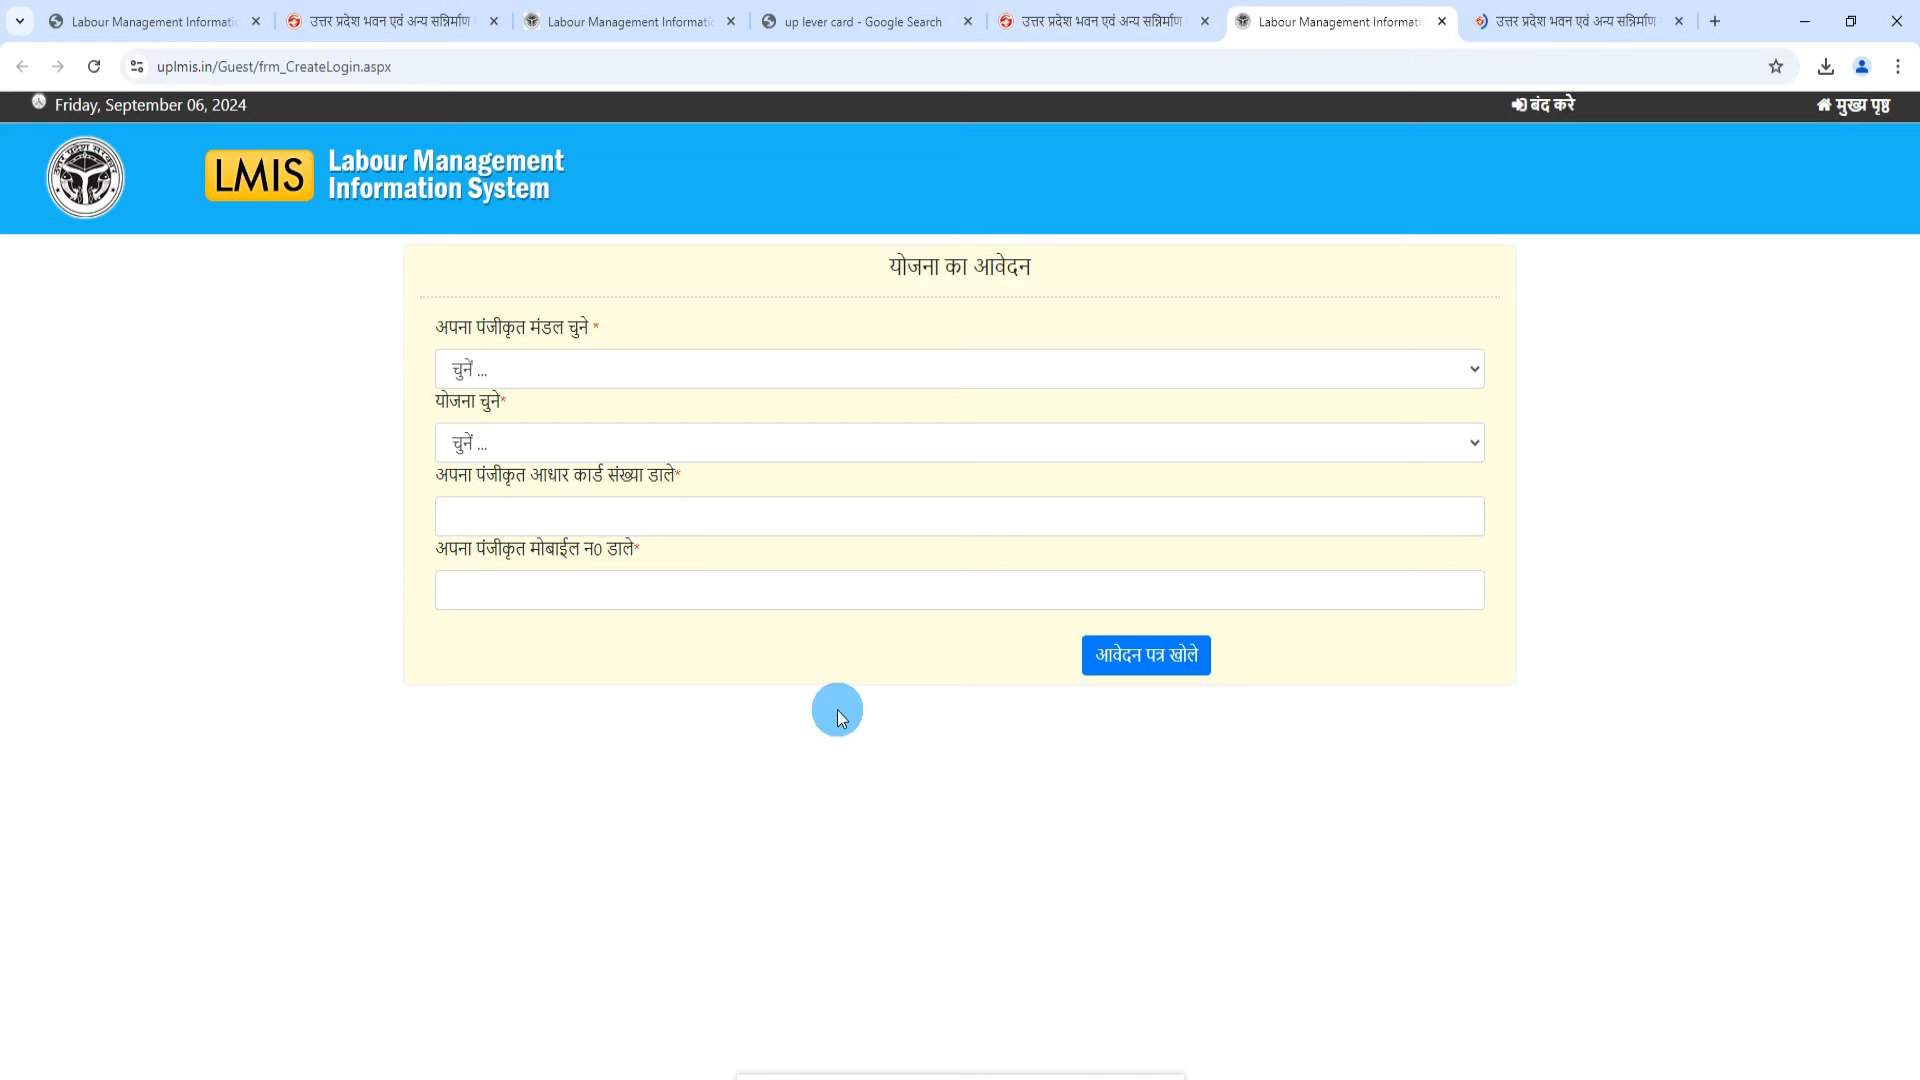 Labour Management Informatic
उत्तर प्रदेश भवन एवं अन्य सन्निर्माण
Labour Management Informatic
up lever card - Google Search
उत्तर प्रदेश भवन एवं अन्य सन्निर्माण
Labour Management Informati
उत्तर प्रदेश भवन एवं अन्य सन्निर्माण
uplmis.in/Guest/frm_CreateLogin.aspx
Friday, September 06, 2024
बंद करे
मुख्य पृष्ठ
LMIS
Labour Management
Information System
योजना का आवेदन
अपना पंजीकृत मंडल चुने *
चुनें ...
योजना चुने*
चुनें ...
अपना पंजीकृत आधार कार्ड संख्या डाले*
अपना पंजीकृत मोबाईल न0 डाले*
आवेदन पत्र खोले